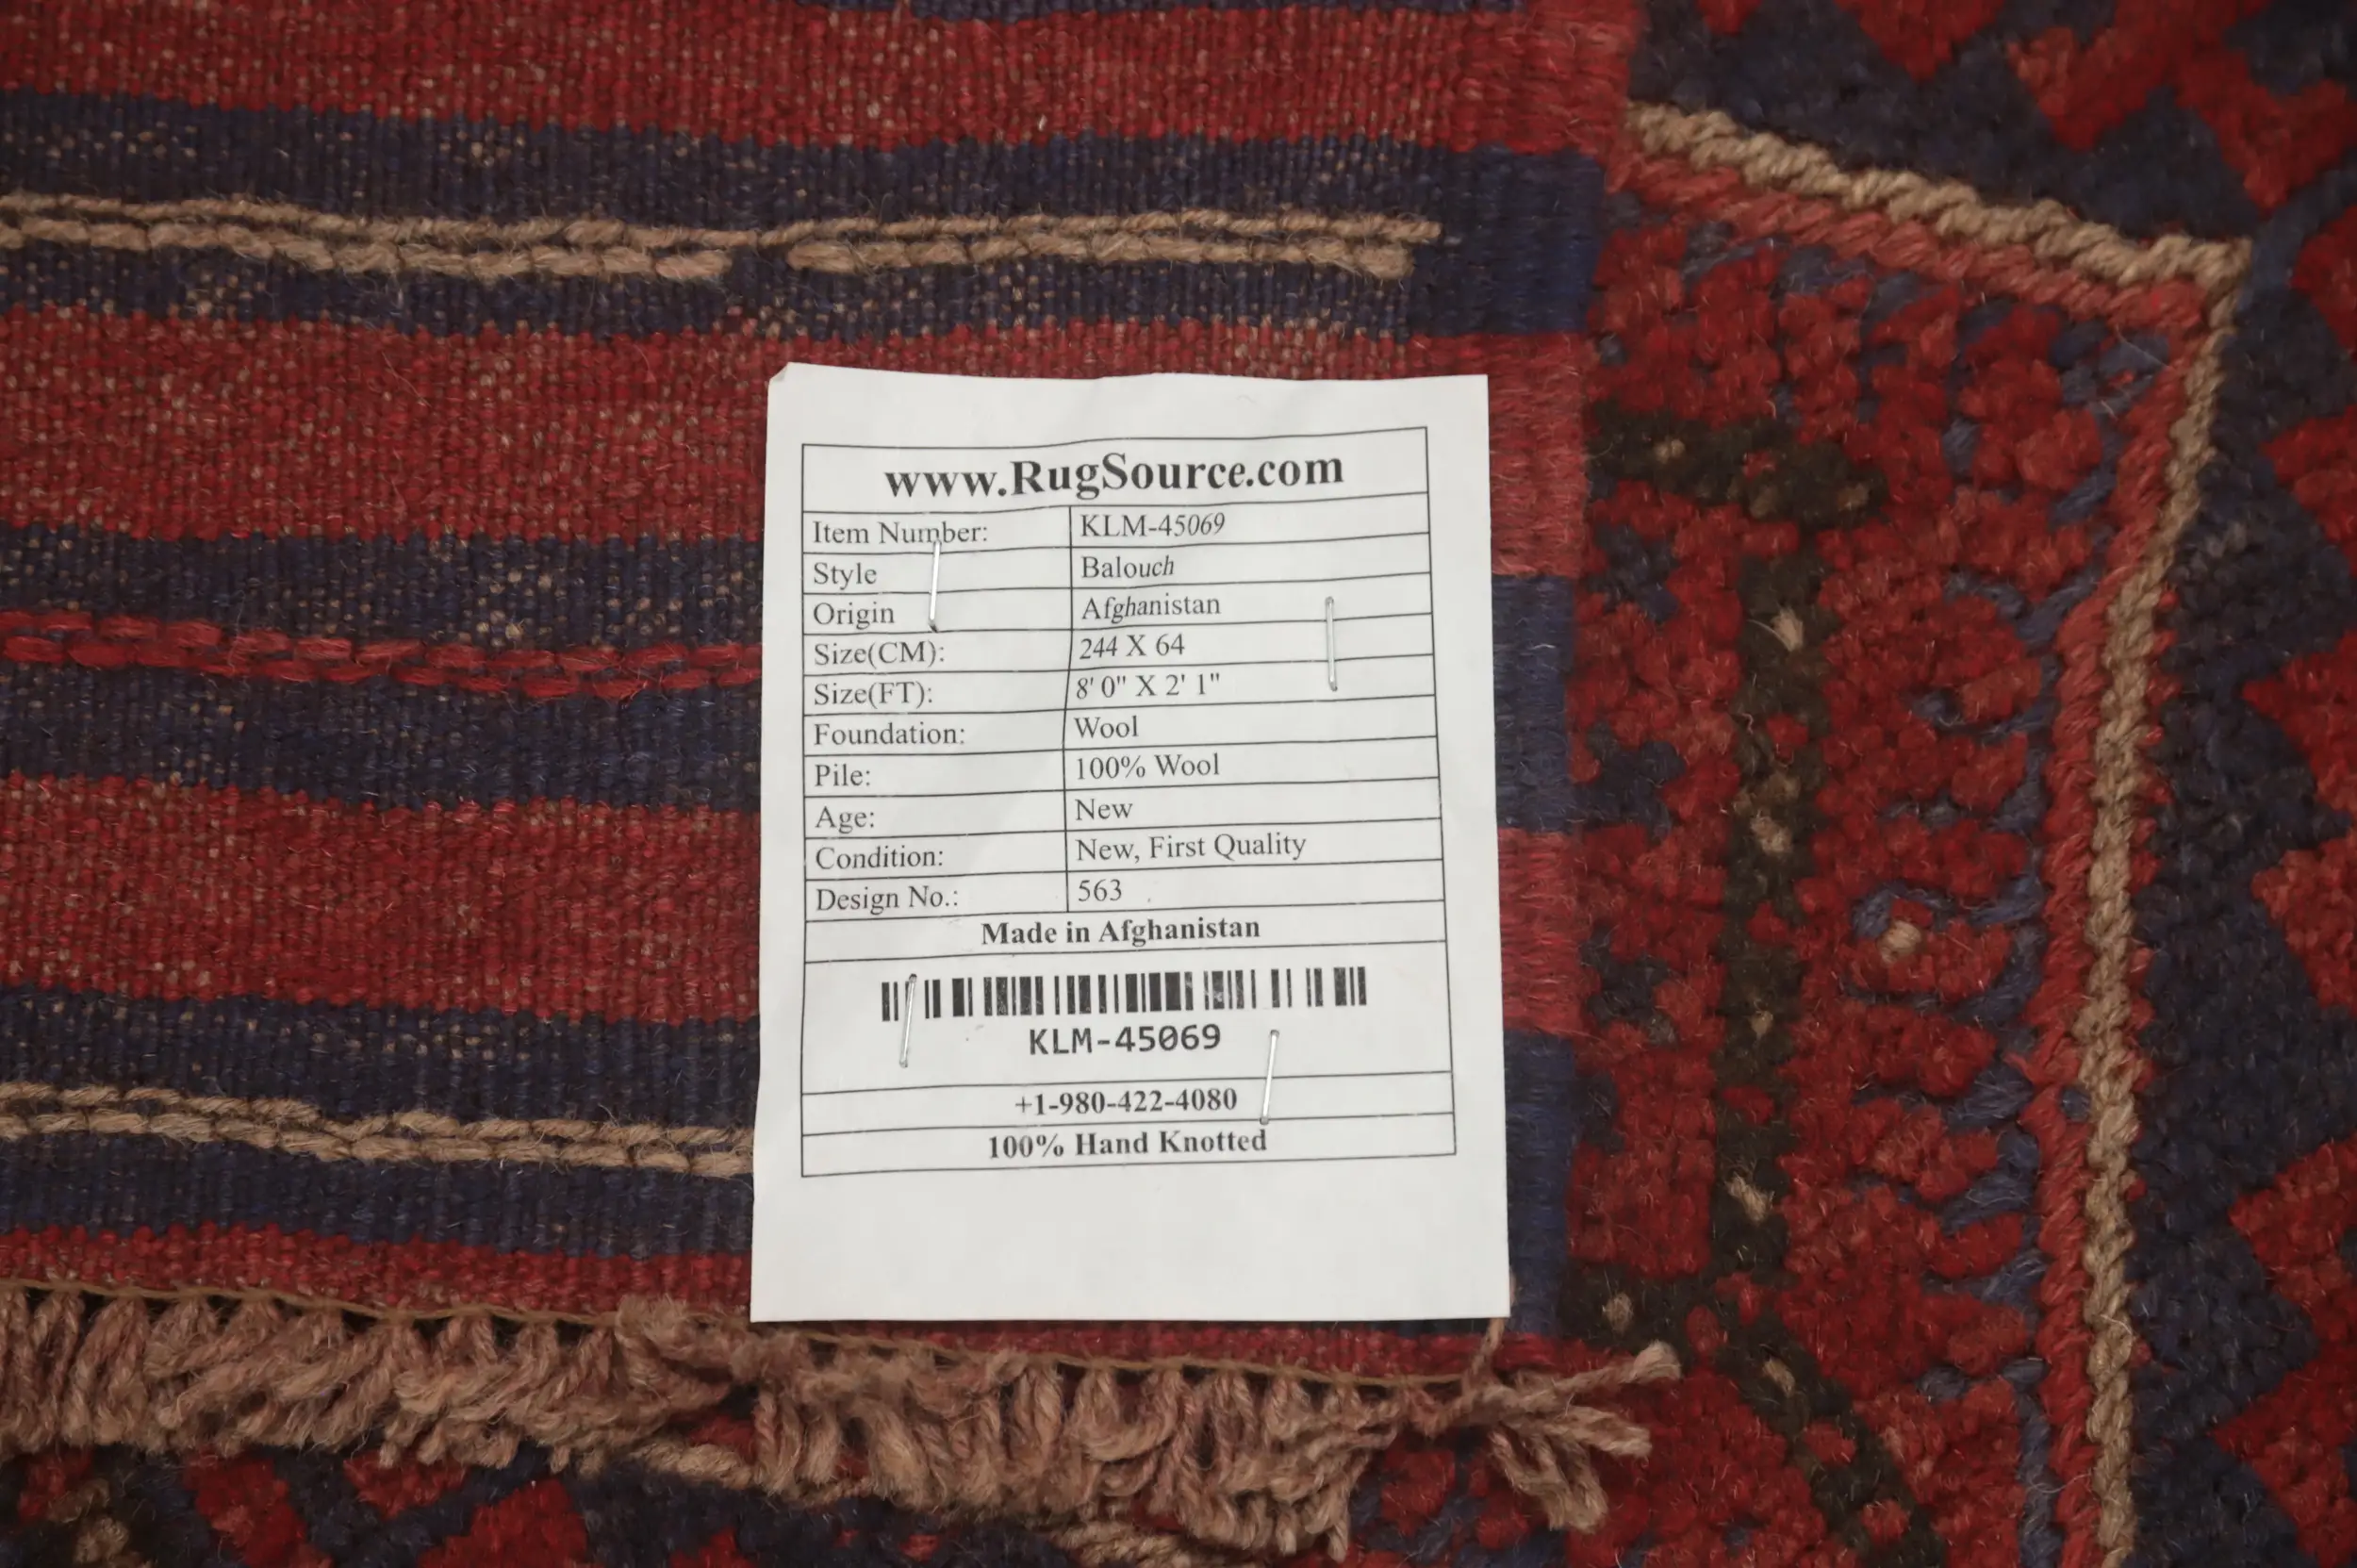 www.RugSource.com
Item Number: KLM-45069
Style Balouch
Origin Afghanistan
Size(CM): 244 X 64
Size(FT): 8' 0" X 2' 1"
Foundation: Wool
Pile: 100% Wool
Age: New
Condition: New, First Quality
Design No.: 563
Made in Afghanistan
KLM-45069
+1-980-422-4080
100% Hand Knotted